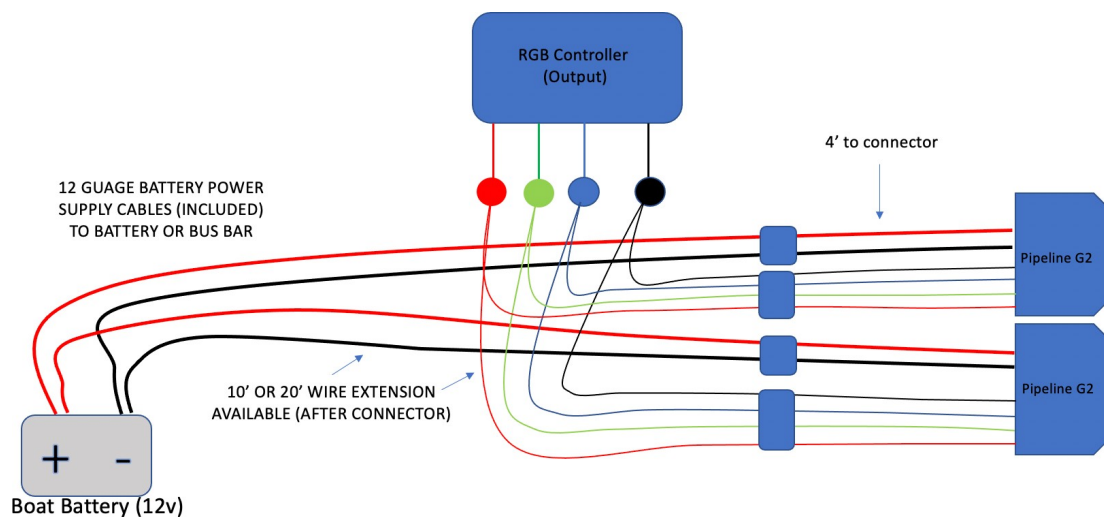 RGB Controller
(Output)
4’ to connector
12 GUAGE BATTERY POWER
SUPPLY CABLES (INCLUDED)
TO BATTERY OR BUS BAR
Pipeline G2
Pipeline G2
10’ OR 20’ WIRE EXTENSION
AVAILABLE (AFTER CONNECTOR)
+ -
Boat Battery (12v)